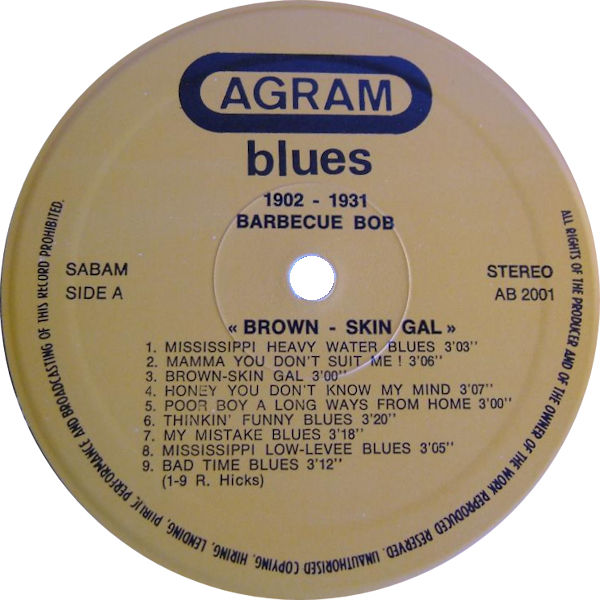 AGRAM
blues
1902 - 1931
BARBECUE BOB
SABAM
SIDE A
STEREO
AB 2001
« BROWN - SKIN GAL »
1. MISSISSIPPI HEAVY WATER BLUES 3'03''
2. MAMMA YOU DON'T SUIT ME ! 3'06''
3. BROWN-SKIN GAL 3'00''
4. HONEY YOU DON'T KNOW MY MIND 3'07''
5. POOR BOY A LONG WAYS FROM HOME 3'00''
6. THINKIN' FUNNY BLUES 3'20''
7. MY MISTAKE BLUES 3'18''
8. MISSISSIPPI LOW-LEVEE BLUES 3'05''
9. BAD TIME BLUES 3'12''
(1-9 R. Hicks)
ALL RIGHTS OF THE PRODUCER AND OF THE OWNER OF THE WORK REPRODUCED RESERVED. UNAUTHORISED COPYING, HIRING, LENDING, PUBLIC PERFORMANCE AND BROADCASTING OF THIS RECORD PROHIBITED.